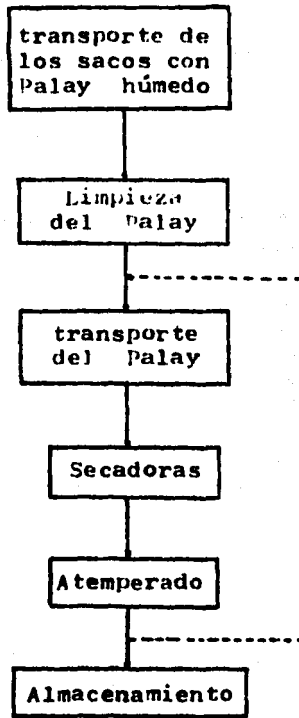 transporte de
los sacos con
Palay húmedo
Limpieza
del Palay
transporte
del Palay
Secadoras
Atemperado
Almacenamiento